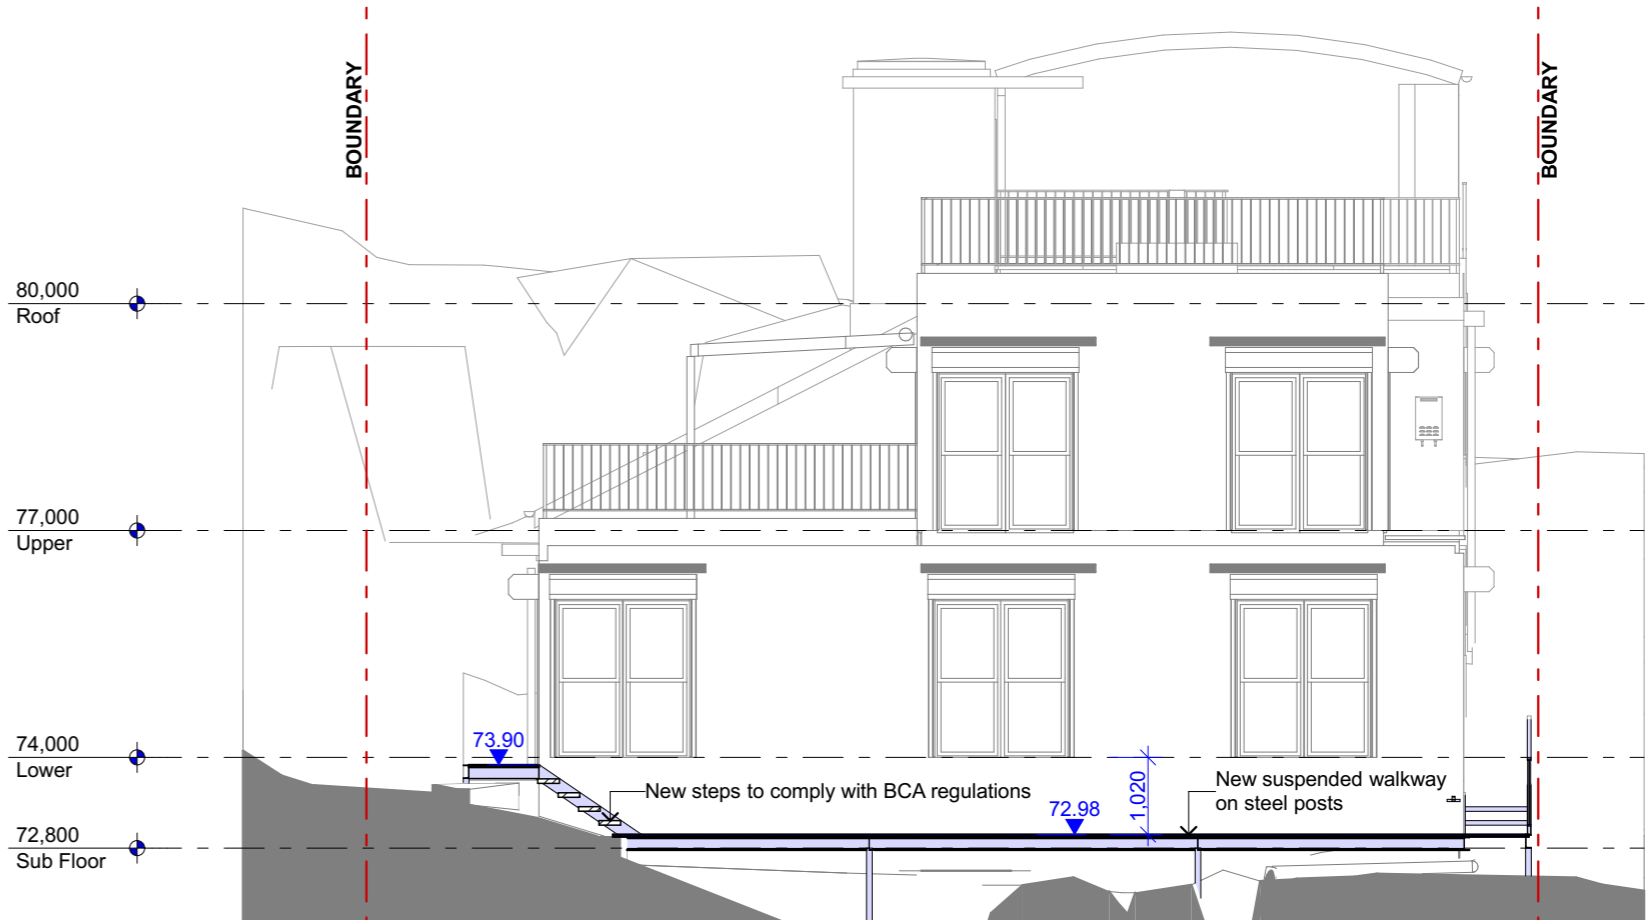 BOUNDARY
BOUNDARY
80,000
Roof
77,000
Upper
74,000
Lower
73.90
New steps to comply with BCA regulations
72.98
1,020
New suspended walkway
on steel posts
72,800
Sub Floor